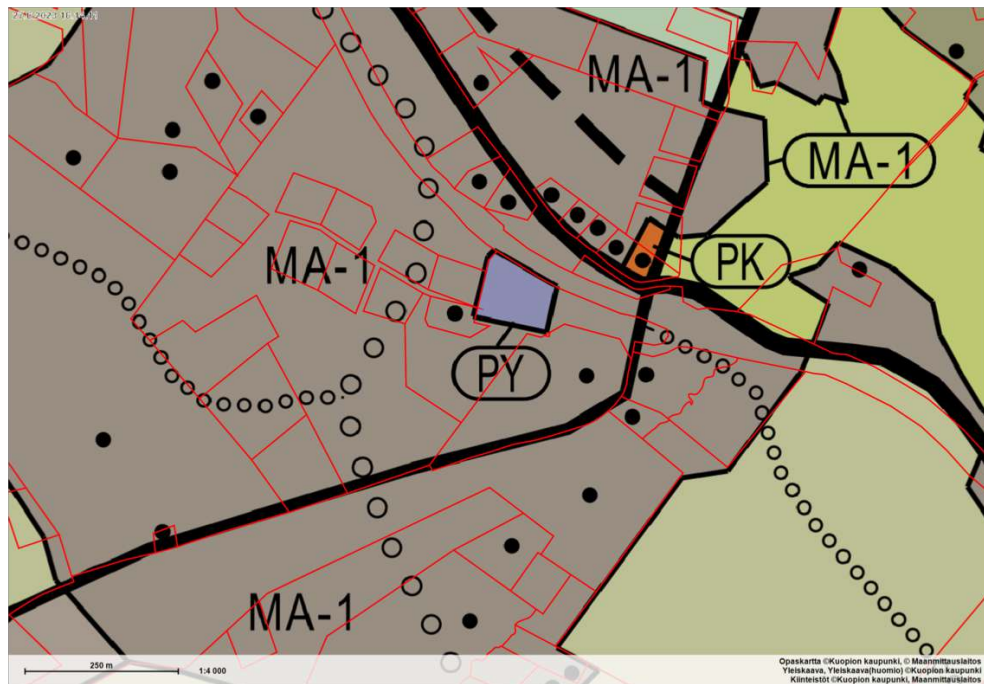 MA-1
MA-1
PK
MA-1
PY
MA-1
250 m
1:4 000
Opaskartta ©Kuopion kaupunki, © Maanmittauslaitos
Yleiskaava, Yleiskaava(huomio) ©Kuopion kaupunki
Kiinteistöt ©Kuopion kaupunki, Maanmittauslaitos